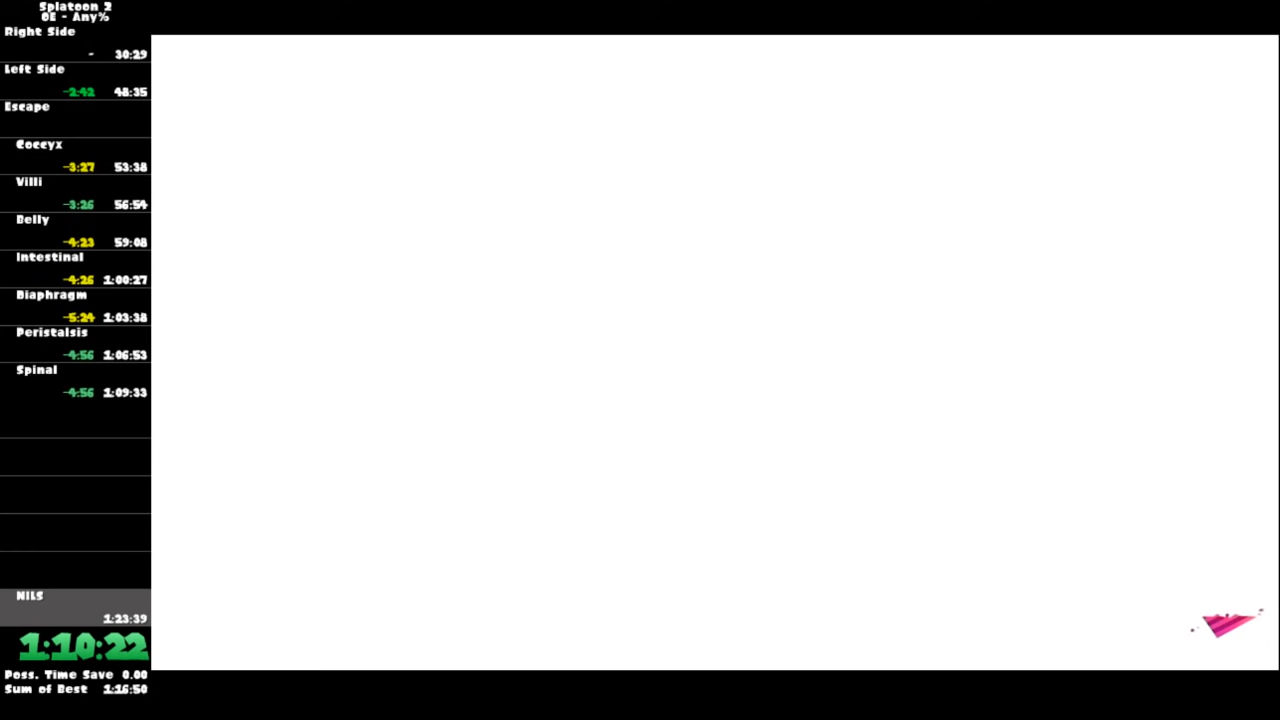 Splatoon 2
OE - Any%
Right Side
- 30:29
Left Side
-2:42 48:35
Escape
Coccyx
-3:27 53:38
Villi
-3:26 56:54
Belly
-4:23 59:08
Intestinal
-4:26 1:00:27
Diaphragm
-5:24 1:03:38
Peristalsis
-4:56 1:06:53
Spinal
-4:56 1:09:33
NILS
1:23:39
1:10:22
Poss. Time Save 0.00
Sum of Best 1:16:50